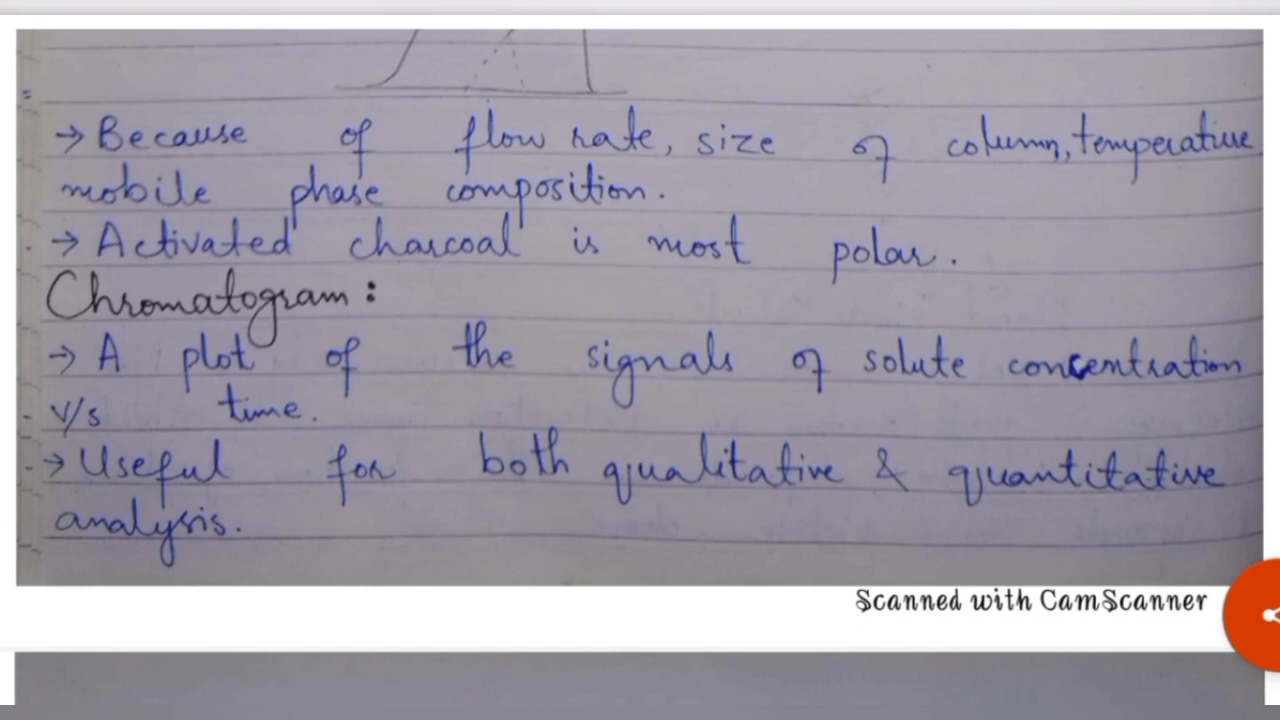 → Because of flow rate, size of column, temperature
mobile phase composition.
→ Activated charcoal is most polar.
Chromatogram:
→ A plot of the signals of solute concentration
v/s time.
→ Useful for both qualitative & quantitative
analysis.
Scanned with CamScanner